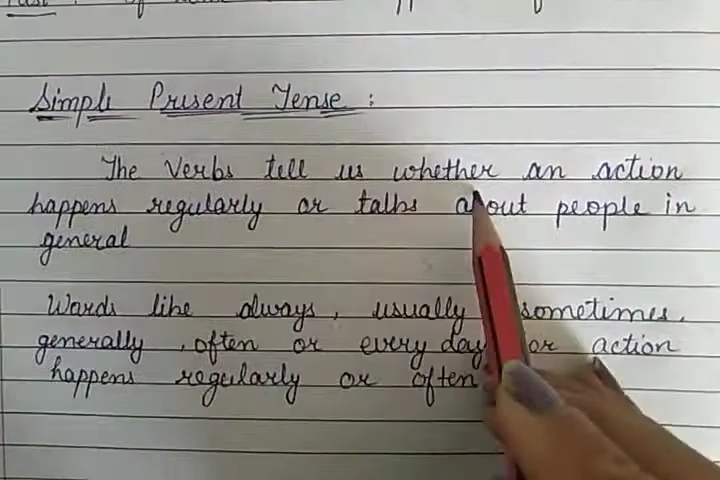 Simple Present Tense :
The Verbs tell us whether an action
happens regularly or talks about people in
general
Words like always, usually sometimes,
generally, often or every day or action
happens regularly or often